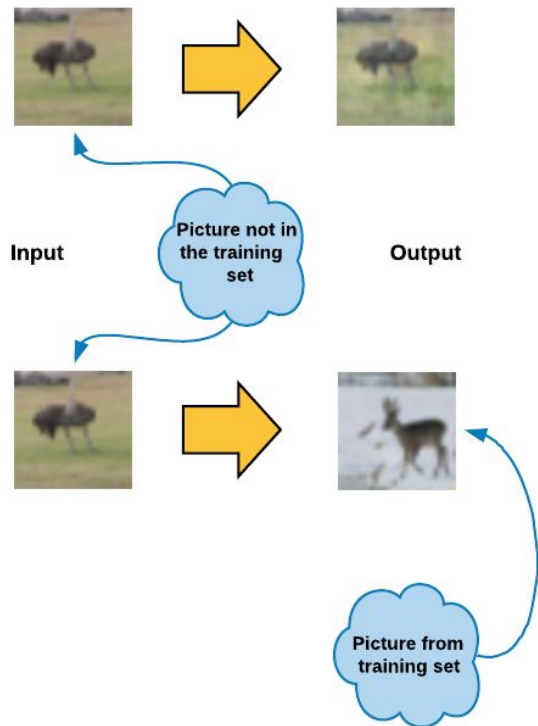 Picture not in
the training
set
Input
Output
Picture from
training set